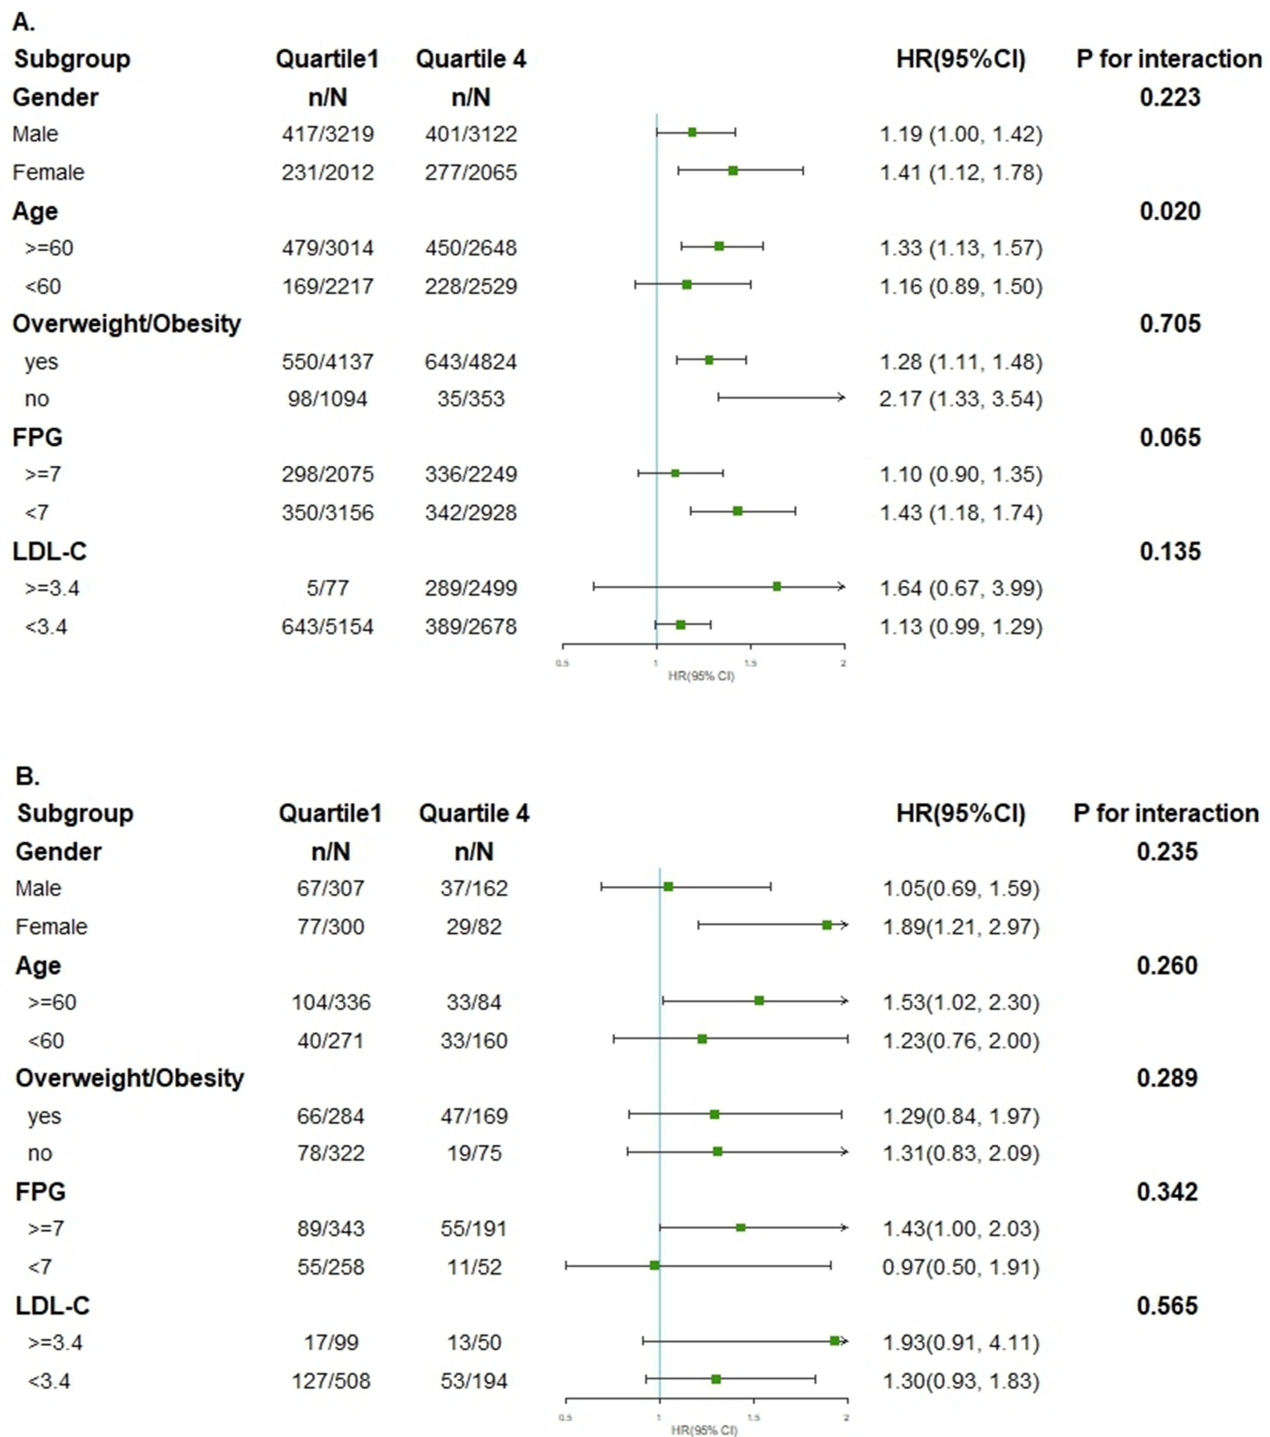 A.
Subgroup Quartile1 Quartile 4 HR(95%CI) P for interaction
Gender n/N n/N 0.223
Male 417/3219 401/3122 1.19 (1.00, 1.42)
Female 231/2012 277/2065 1.41 (1.12, 1.78)
Age 0.020
>=60 479/3014 450/2648 1.33 (1.13, 1.57)
<60 169/2217 228/2529 1.16 (0.89, 1.50)
Overweight/Obesity 0.705
yes 550/4137 643/4824 1.28 (1.11, 1.48)
no 98/1094 35/353 2.17 (1.33, 3.54)
FPG 0.065
>=7 298/2075 336/2249 1.10 (0.90, 1.35)
<7 350/3156 342/2928 1.43 (1.18, 1.74)
LDL-C 0.135
>=3.4 5/77 289/2499 1.64 (0.67, 3.99)
<3.4 643/5154 389/2678 1.13 (0.99, 1.29)
0.5 1 1.5 2
HR(95% CI)
B.
Subgroup Quartile1 Quartile 4 HR(95%CI) P for interaction
Gender n/N n/N 0.235
Male 67/307 37/162 1.05(0.69, 1.59)
Female 77/300 29/82 1.89(1.21, 2.97)
Age 0.260
>=60 104/336 33/84 1.53(1.02, 2.30)
<60 40/271 33/160 1.23(0.76, 2.00)
Overweight/Obesity 0.289
yes 66/284 47/169 1.29(0.84, 1.97)
no 78/322 19/75 1.31(0.83, 2.09)
FPG 0.342
>=7 89/343 55/191 1.43(1.00, 2.03)
<7 55/258 11/52 0.97(0.50, 1.91)
LDL-C 0.565
>=3.4 17/99 13/50 1.93(0.91, 4.11)
<3.4 127/508 53/194 1.30(0.93, 1.83)
0.5 1 1.5 2
HR(95% CI)